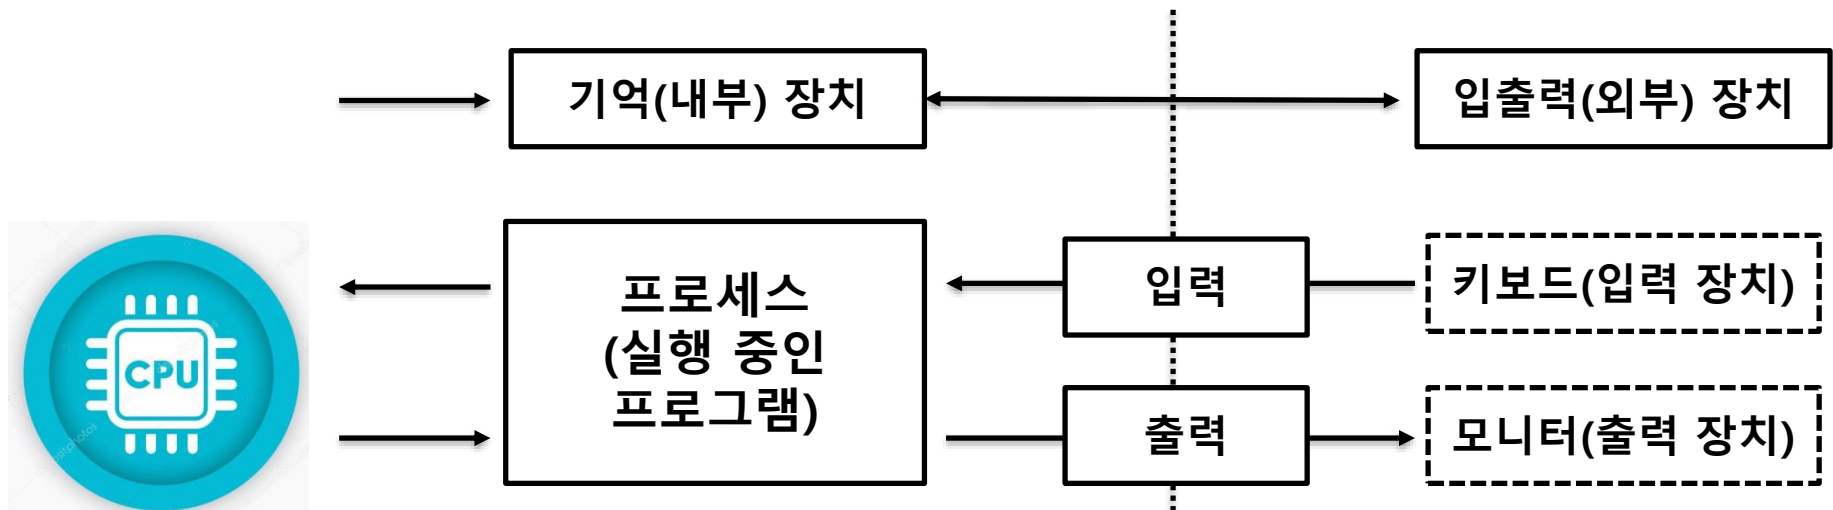 기억(내부) 장치
입출력(외부) 장치
프로세스
(실행 중인
프로그램)
입력
키보드(입력 장치)
CPU
출력
모니터(출력 장치)